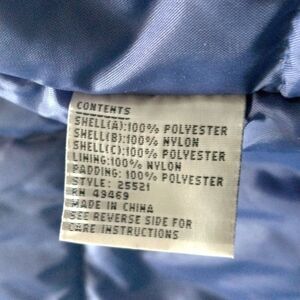 CONTENTS
SHELL(A):100% POLYESTER
SHELL(B):100% NYLON
SHELL(C):100% POLYESTER
LINING:100% NYLON
PADDING: 100% POLYESTER
STYLE: 25521
RN 49469
MADE IN CHINA
SEE REVERSE SIDE FOR
CARE INSTRUCTIONS